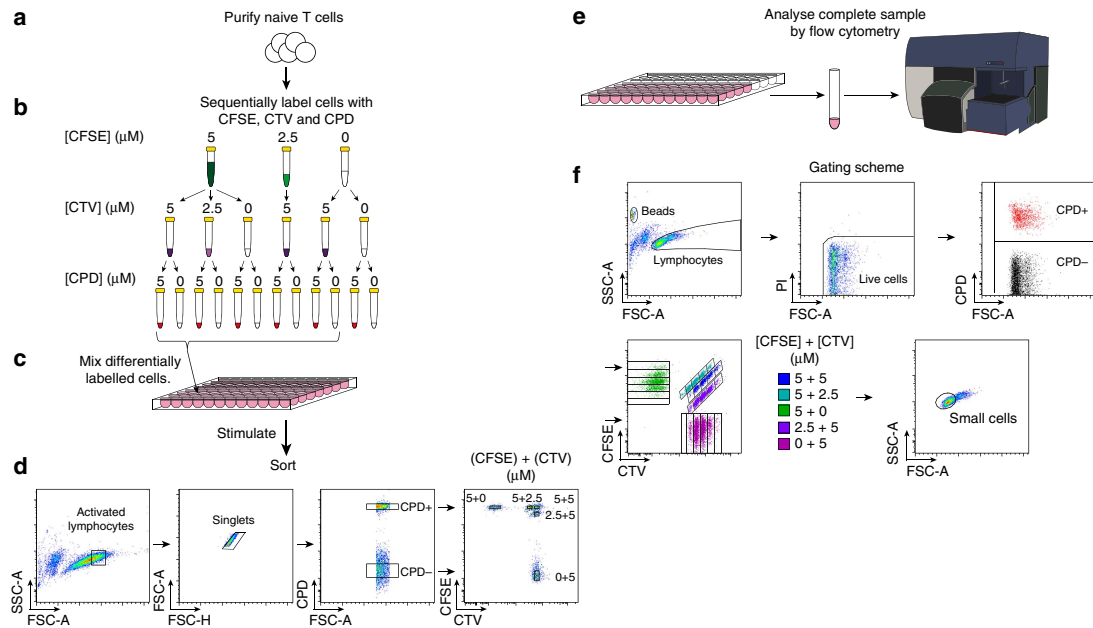 a
Purify naive T cells
b
Sequentially label cells with
CFSE, CTV and CPD
[CFSE] (μM)
5 2.5 0
[CTV] (μM)
5 2.5 0 5 5 0
[CPD] (μM)
5 0 5 0 5 0 5 0 5 0 5 0
c
Mix differentially
labelled cells.
Stimulate
Sort
d
Activated
lymphocytes
SSC-A
FSC-A
Singlets
FSC-A
FSC-H
CPD+
CPD–
CPD
FSC-A
(CFSE) + (CTV)
(μM)
5+0 5+2.5 5+5
2.5+5
0+5
CFSE
CTV
e
Analyse complete sample
by flow cytometry
f
Gating scheme
Beads
Lymphocytes
SSC-A
FSC-A
Live cells
PI
FSC-A
CPD+
CPD–
CPD
FSC-A
CFSE
CTV
[CFSE] + [CTV]
(μM)
5 + 5
5 + 2.5
5 + 0
2.5 + 5
0 + 5
Small cells
SSC-A
FSC-A